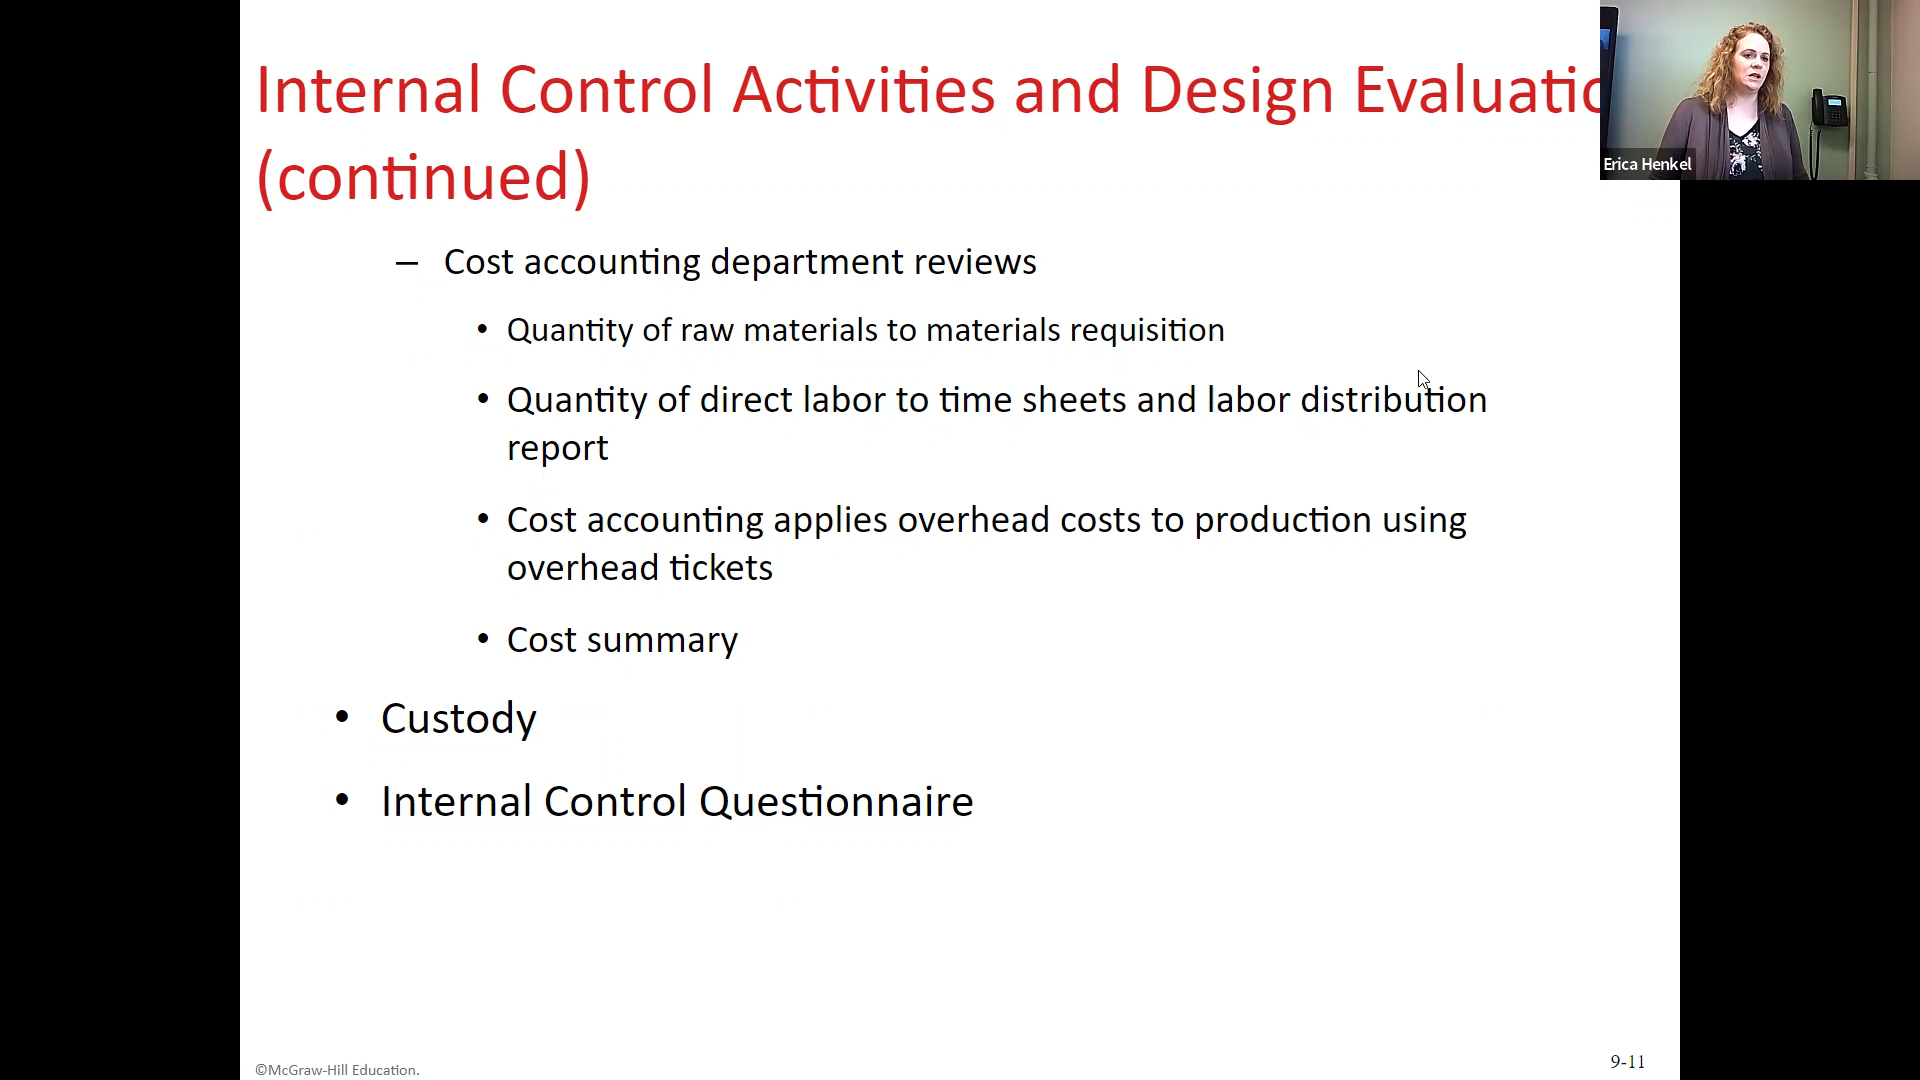 Internal Control Activities and Design Evaluatio
(continued)
Erica Henkel
– Cost accounting department reviews
• Quantity of raw materials to materials requisition
• Quantity of direct labor to time sheets and labor distribution
report
• Cost accounting applies overhead costs to production using
overhead tickets
• Cost summary
• Custody
• Internal Control Questionnaire
©McGraw-Hill Education.
9-11